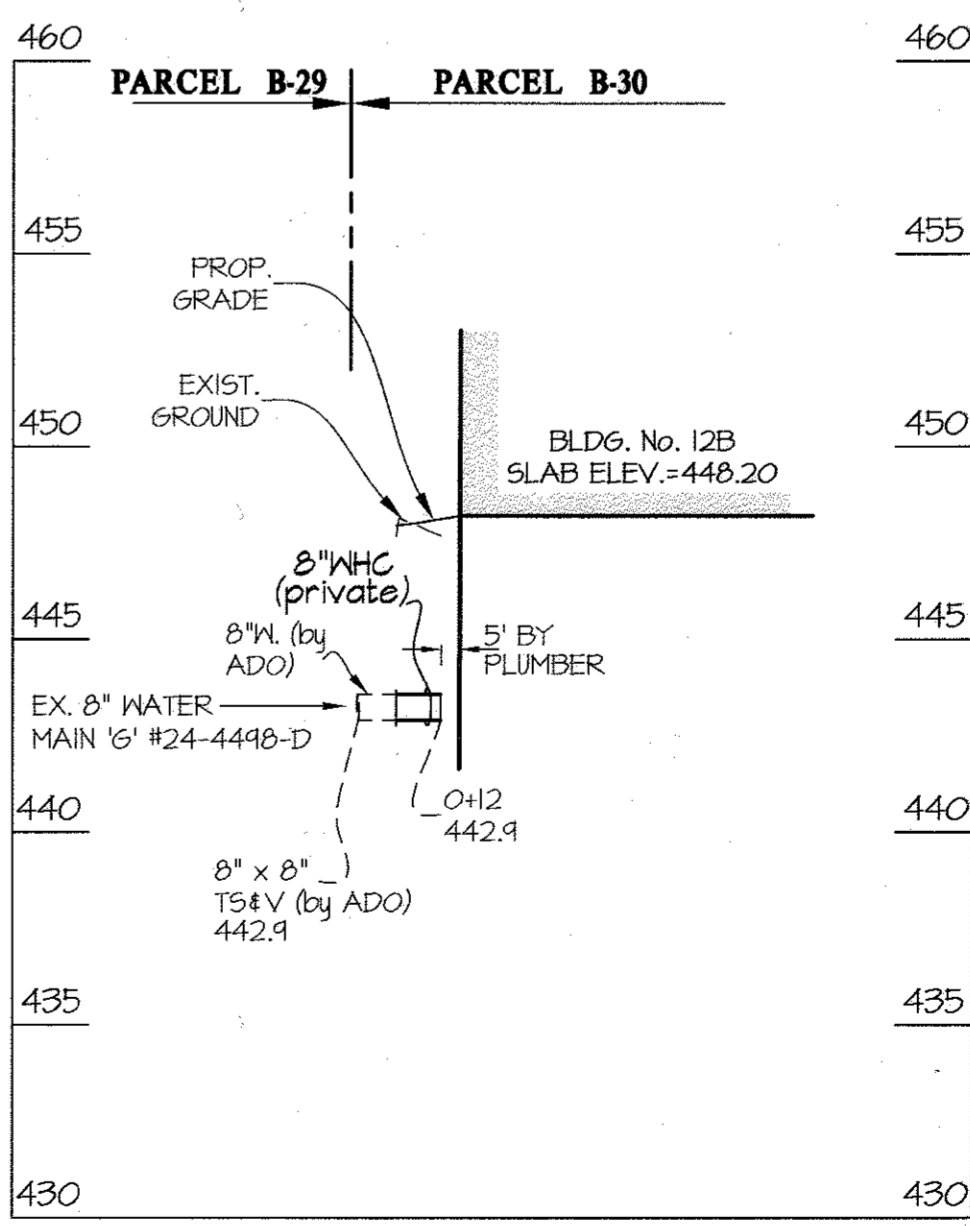 460
460
PARCEL B-29
PARCEL B-30
455
455
PROP.
GRADE
EXIST.
GROUND
450
450
BLDG. No. 12B
SLAB ELEV.=448.20
8"WHC
(private)
445
445
8"W. (by
ADO)
5' BY
PLUMBER
EX. 8" WATER
MAIN 'G' #24-4498-D
440
440
0+12
442.9
8" x 8"
TS&V (by ADO)
442.9
435
435
430
430